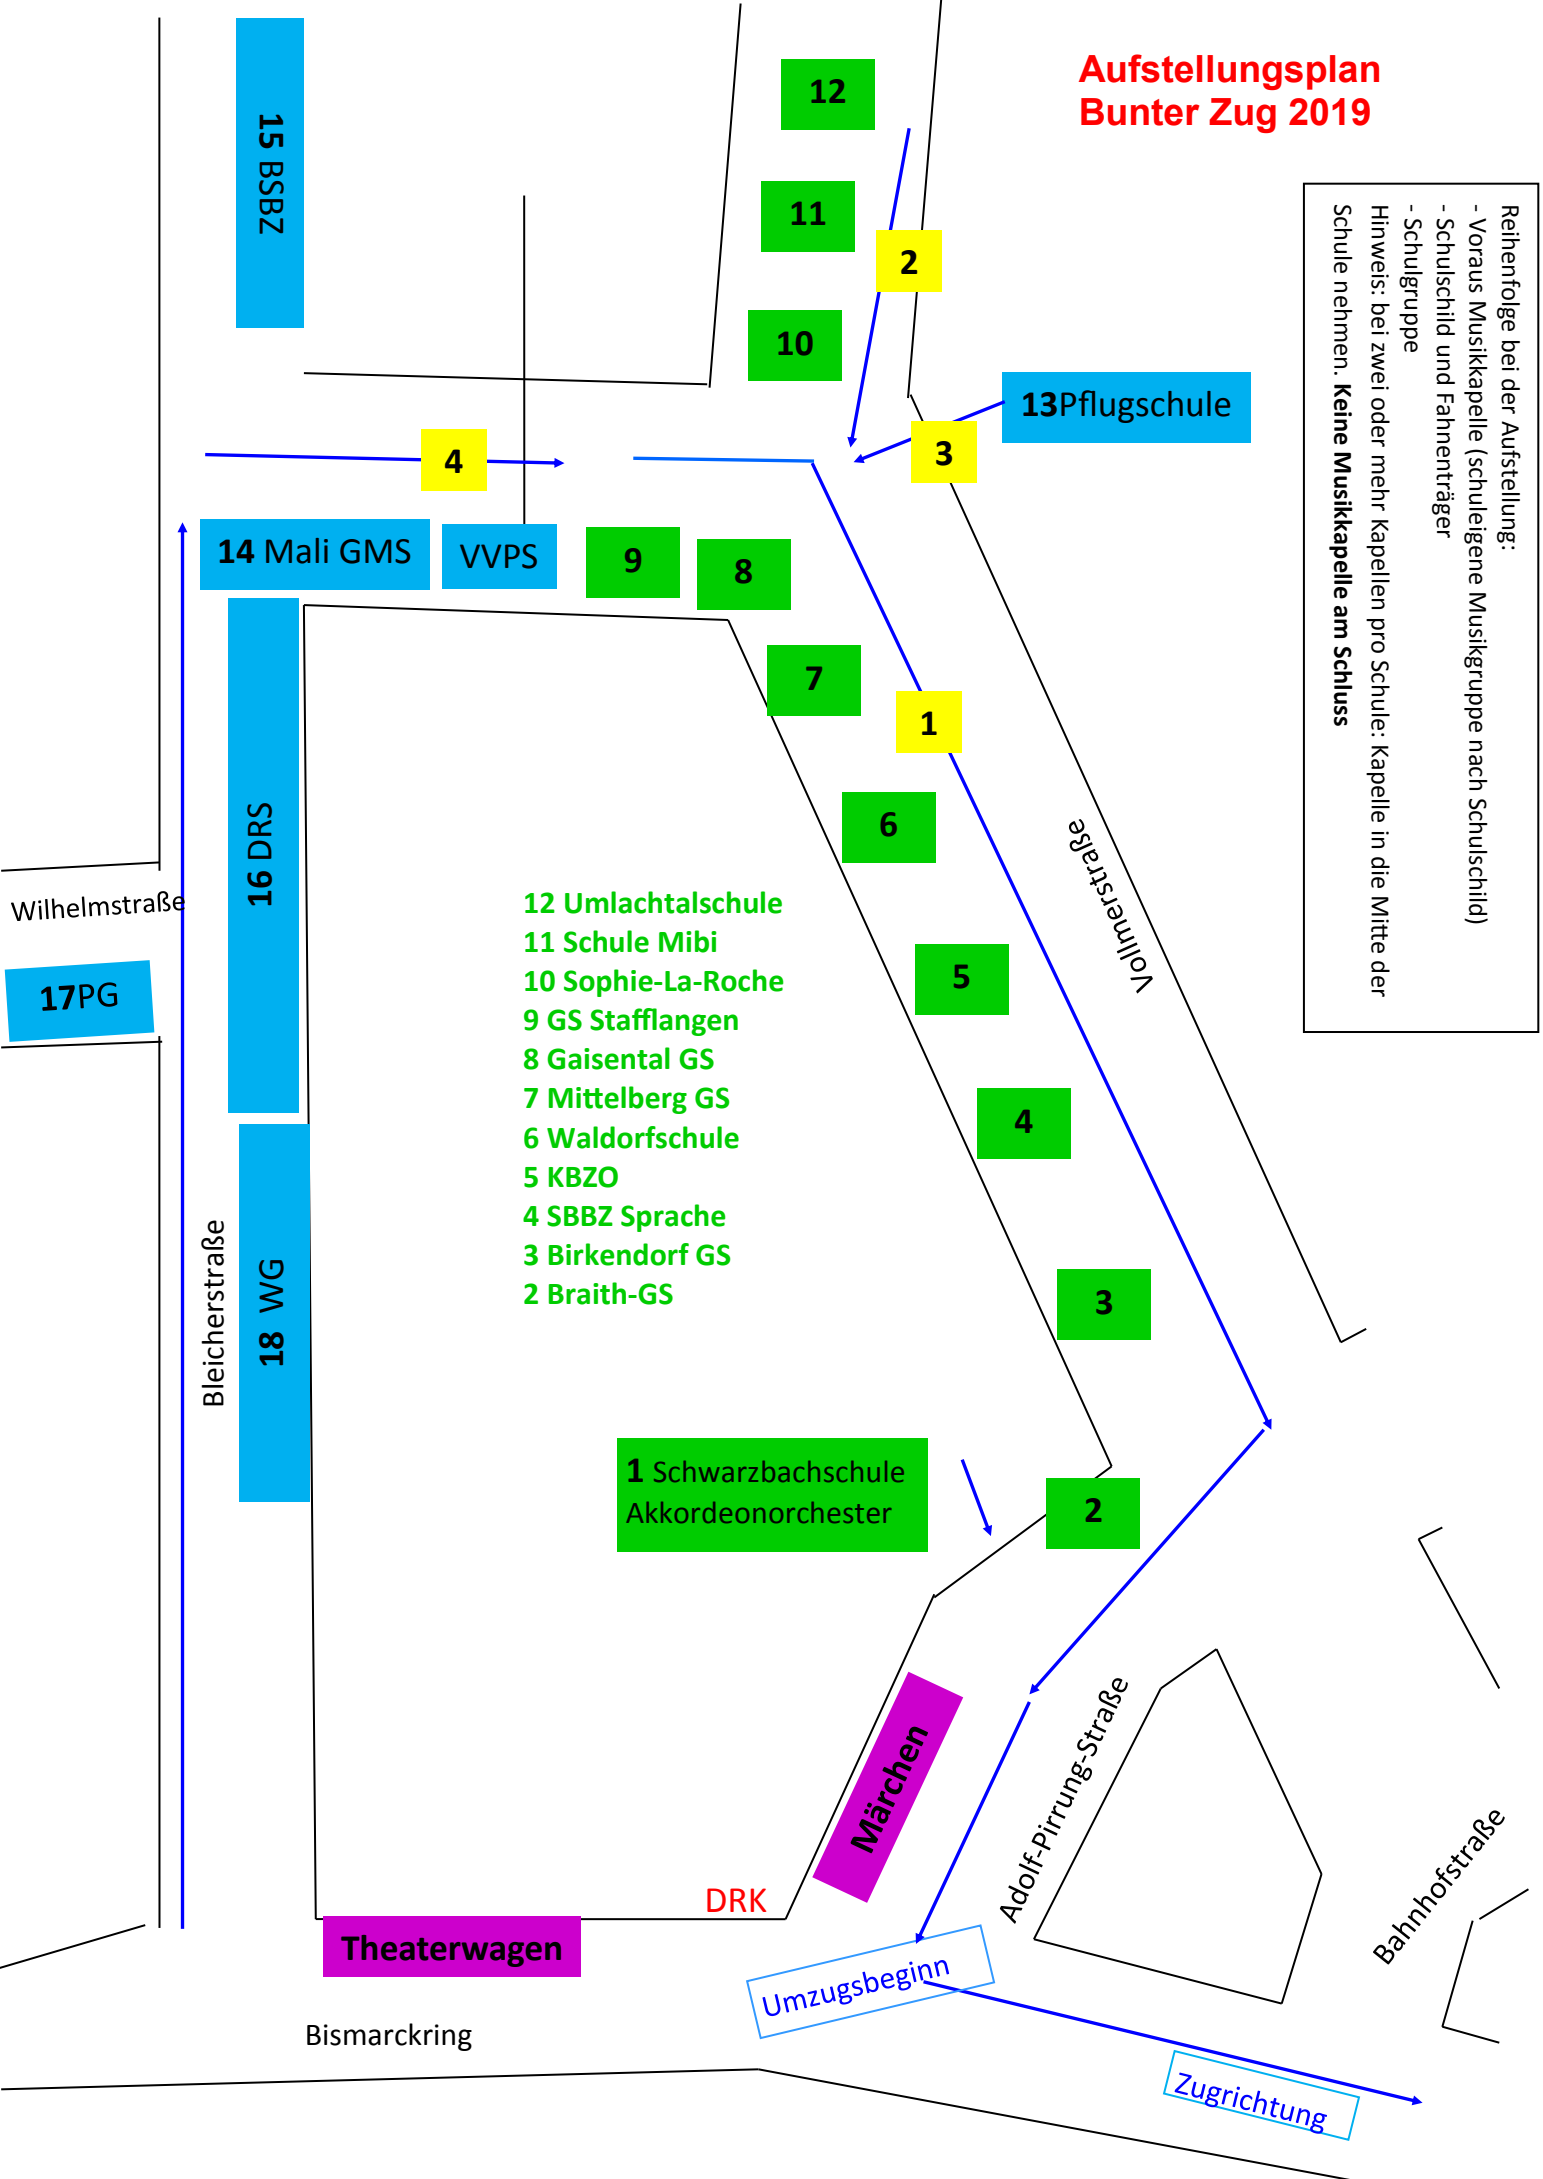 Aufstellungsplan
Bunter Zug 2019
Reihenfolge bei der Aufstellung:
- Voraus Musikkapelle (schuleigene Musikgruppe nach Schulschild)
- Schulschild und Fahnenträger
- Schulgruppe
Hinweis: bei zwei oder mehr Kapellen pro Schule: Kapelle in die Mitte der
Schule nehmen. Keine Musikkapelle am Schluss
15 BSBZ
12
11
2
10
13Pflugschule
3
4
14 Mali GMS
VVPS
9
8
7
1
6
16 DRS
Vollmerstraße
Wilhelmstraße
17PG
12 Umlachtalschule
11 Schule Mibi
10 Sophie-La-Roche
9 GS Stafflangen
8 Gaisental GS
7 Mittelberg GS
6 Waldorfschule
5 KBZO
4 SBBZ Sprache
3 Birkendorf GS
2 Braith-GS
5
4
3
Bleicherstraße
18 WG
1 Schwarzbachschule
Akkordeonorchester
2
Märchen
Adolf-Pirrung-Straße
Bahnhofstraße
DRK
Theaterwagen
Umzugsbeginn
Bismarckring
Zugrichtung